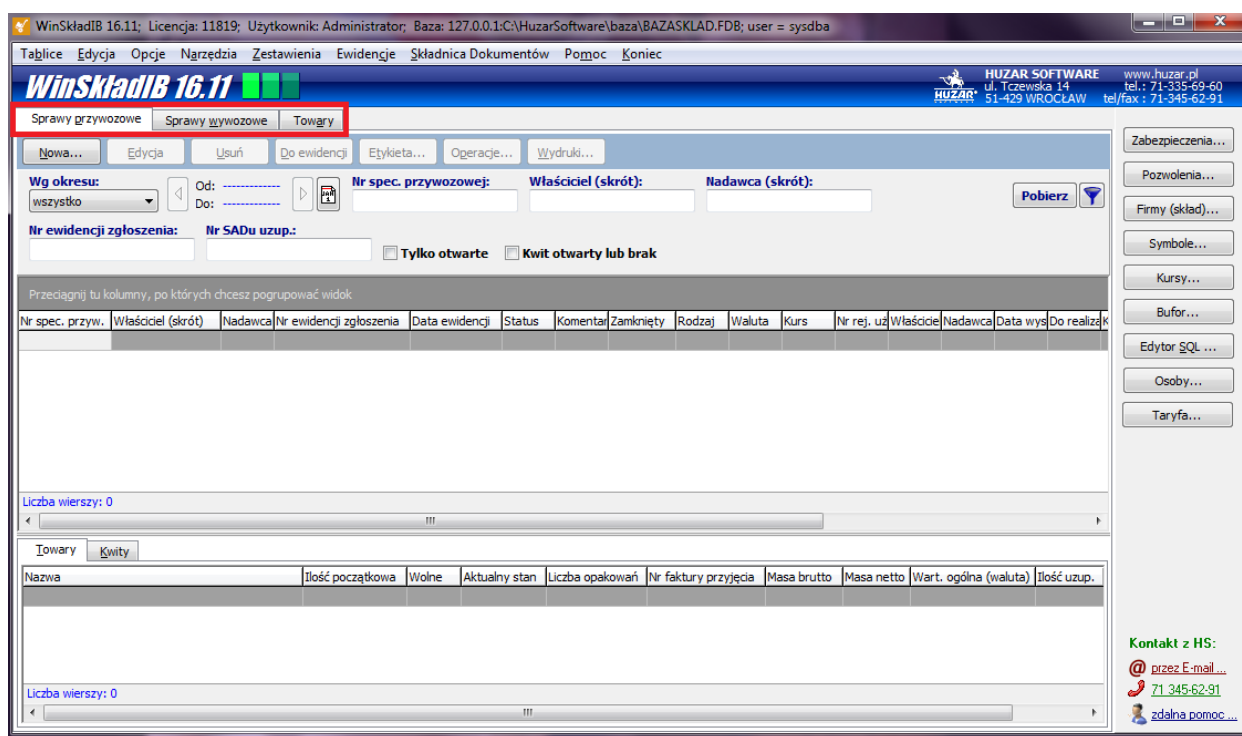 WinSkładIB 16.11; Licencja: 11819; Użytkownik: Administrator; Baza: 127.0.0.1:C:\HuzarSoftware\baza\BAZASKLAD.FDB; user = sysdba
Tablice Edycja Opcje Narzędzia Zestawienia Ewidencje Składnica Dokumentów Pomoc Koniec
WinSkładIB 16.11
HUZAR
HUZAR SOFTWARE www.huzar.pl
ul. Tczewska 14 tel.: 71-335-69-60
51-429 WROCŁAW tel/fax : 71-345-62-91
Sprawy przywozowe Sprawy wywozowe Towary
Nowa... Edycja Usuń Do ewidencji Etykieta... Operacje... Wydruki...
Wg okresu: Od: ------------- Nr spec. przywozowej: Właściciel (skrót): Nadawca (skrót):
wszystko Do: ------------- Pobierz
Nr ewidencji zgłoszenia: Nr SADu uzup.:
Tylko otwarte Kwit otwarty lub brak
Przeciągnij tu kolumny, po których chcesz pogrupować widok
Nr spec. przyw. Właściciel (skrót) Nadawca Nr ewidencji zgłoszenia Data ewidencji Status Komentar Zamknięty Rodzaj Waluta Kurs Nr rej. uż Właścicie Nadawca Data wys Do realiza K
Liczba wierszy: 0
Towary Kwity
Nazwa Ilość początkowa Wolne Aktualny stan Liczba opakowań Nr faktury przyjęcia Masa brutto Masa netto Wart. ogólna (waluta) Ilość uzup.
Liczba wierszy: 0
Zabezpieczenia...
Pozwolenia...
Firmy (skład)...
Symbole...
Kursy...
Bufor...
Edytor SQL ...
Osoby...
Taryfa...
Kontakt z HS:
@ przez E-mail ...
71 345-62-91
zdalna pomoc ...